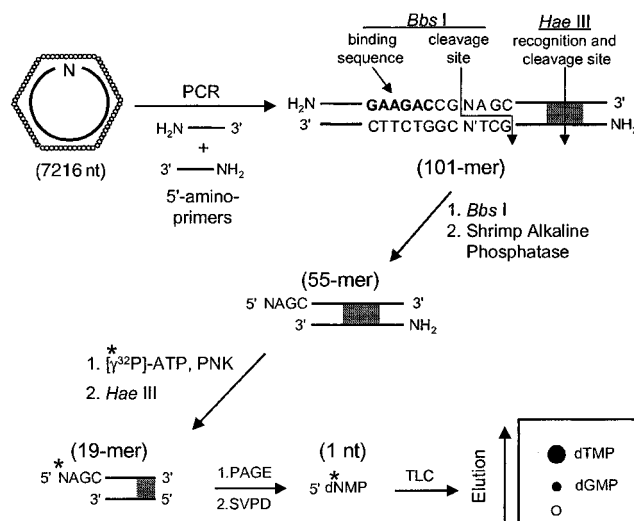 Bbs I
Hae III
binding sequence
cleavage site
recognition and cleavage site
N
(7216 nt)
PCR
H₂N 3'
+
3' NH₂
5'-amino-primers
H₂N GAAGACCG NAGC 3'
3' CTTCTGGC N'TCG NH₂
(101-mer)
1. Bbs I
2. Shrimp Alkaline Phosphatase
(55-mer)
5' NAGC 3'
3' NH₂
*
1. [γ³²P]-ATP, PNK
2. Hae III
(19-mer)
*
5' NAGC 3'
3' 5'
1.PAGE
2.SVPD
(1 nt)
*
5' dNMP
TLC
Elution
dTMP
dGMP